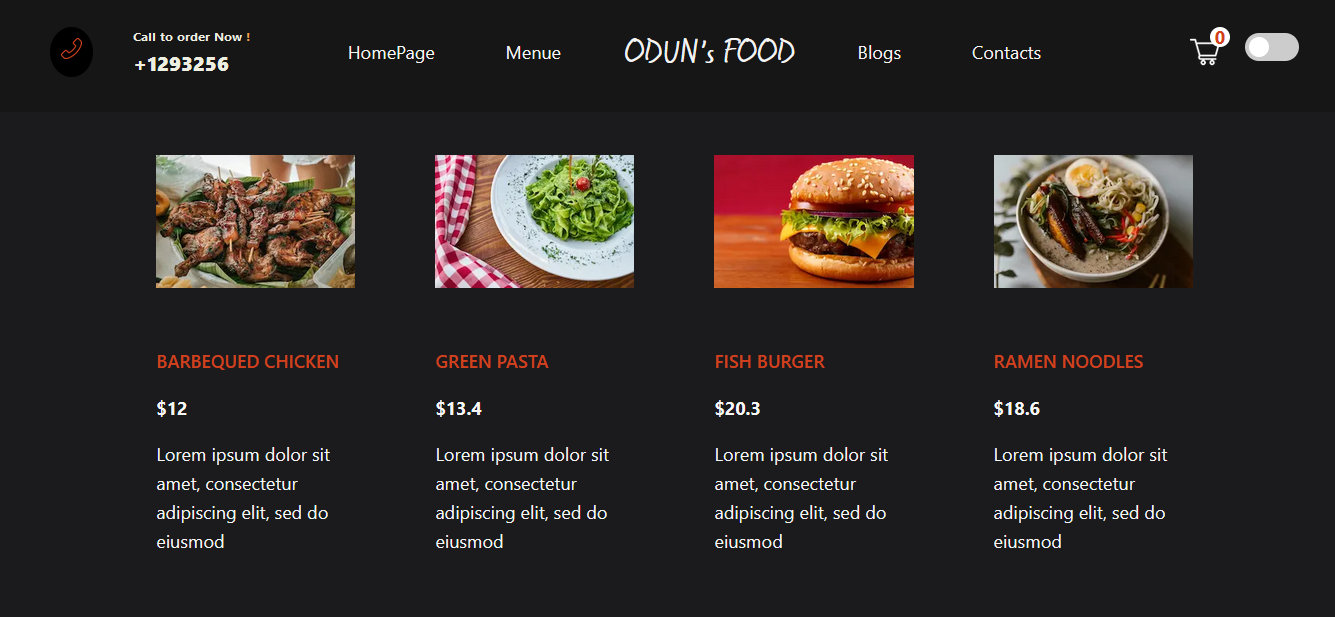 Call to order Now !
+1293256
HomePage
Menue
ODUN's FOOD
Blogs
Contacts
0
BARBEQUED CHICKEN
$12
Lorem ipsum dolor sit
amet, consectetur
adipiscing elit, sed do
eiusmod
GREEN PASTA
$13.4
Lorem ipsum dolor sit
amet, consectetur
adipiscing elit, sed do
eiusmod
FISH BURGER
$20.3
Lorem ipsum dolor sit
amet, consectetur
adipiscing elit, sed do
eiusmod
RAMEN NOODLES
$18.6
Lorem ipsum dolor sit
amet, consectetur
adipiscing elit, sed do
eiusmod